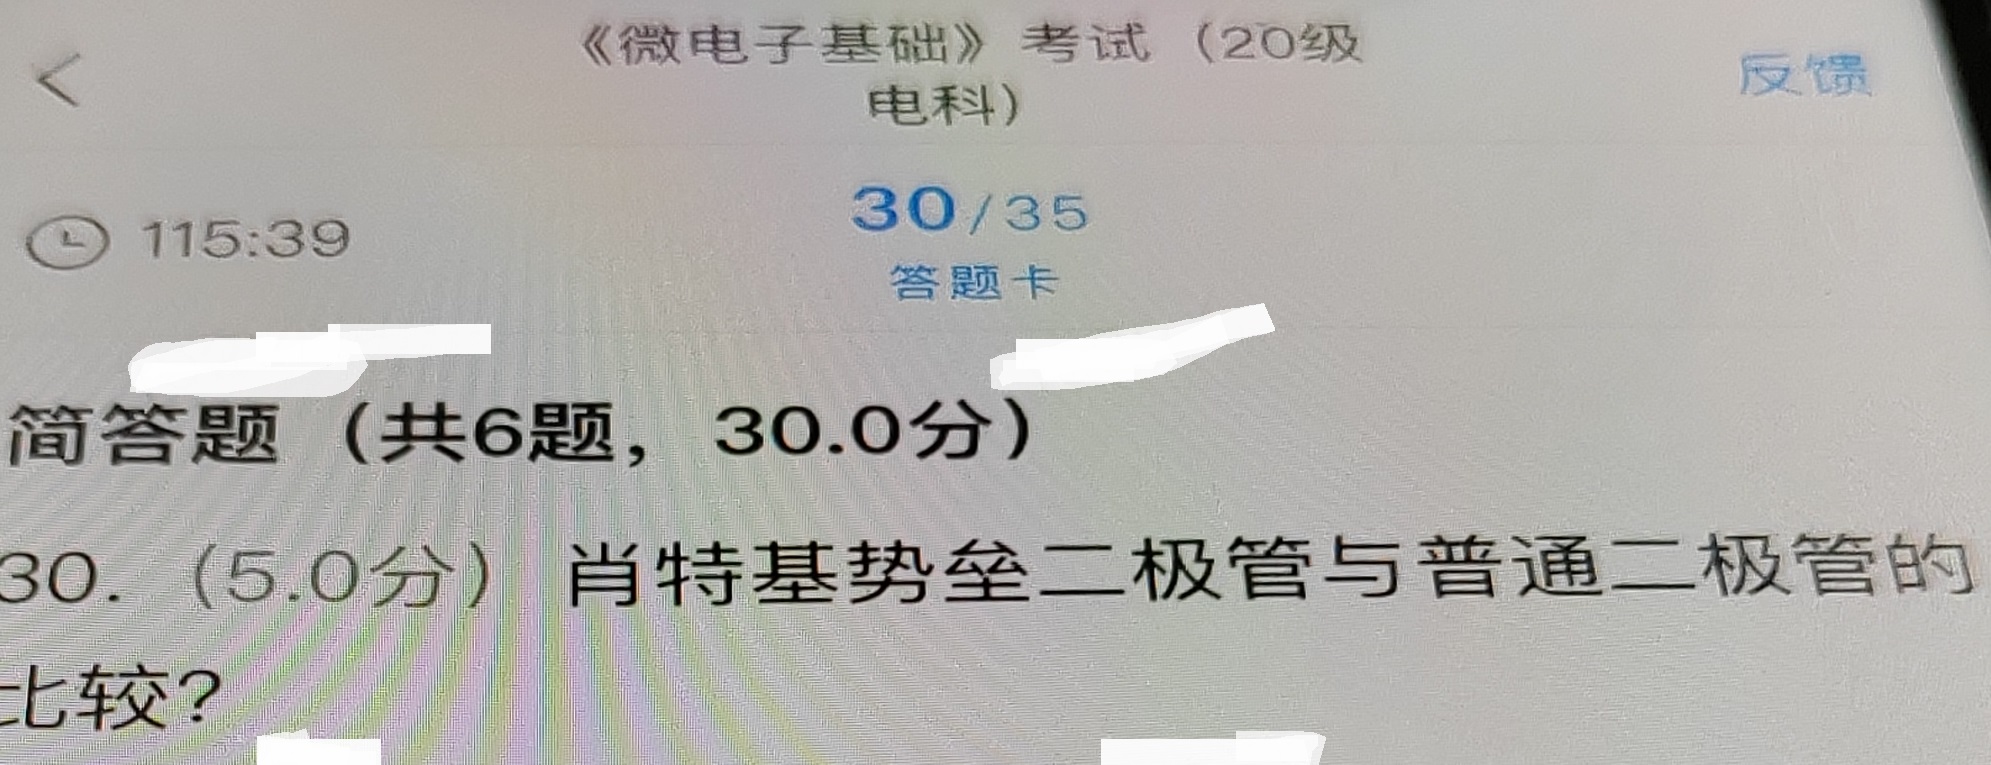 《微电子基础》考试（20级
电科）
反馈
115:39
30/35
答题卡
简答题（共6题，30.0分）
30.（5.0分）肖特基势垒二极管与普通二极管的
比较?